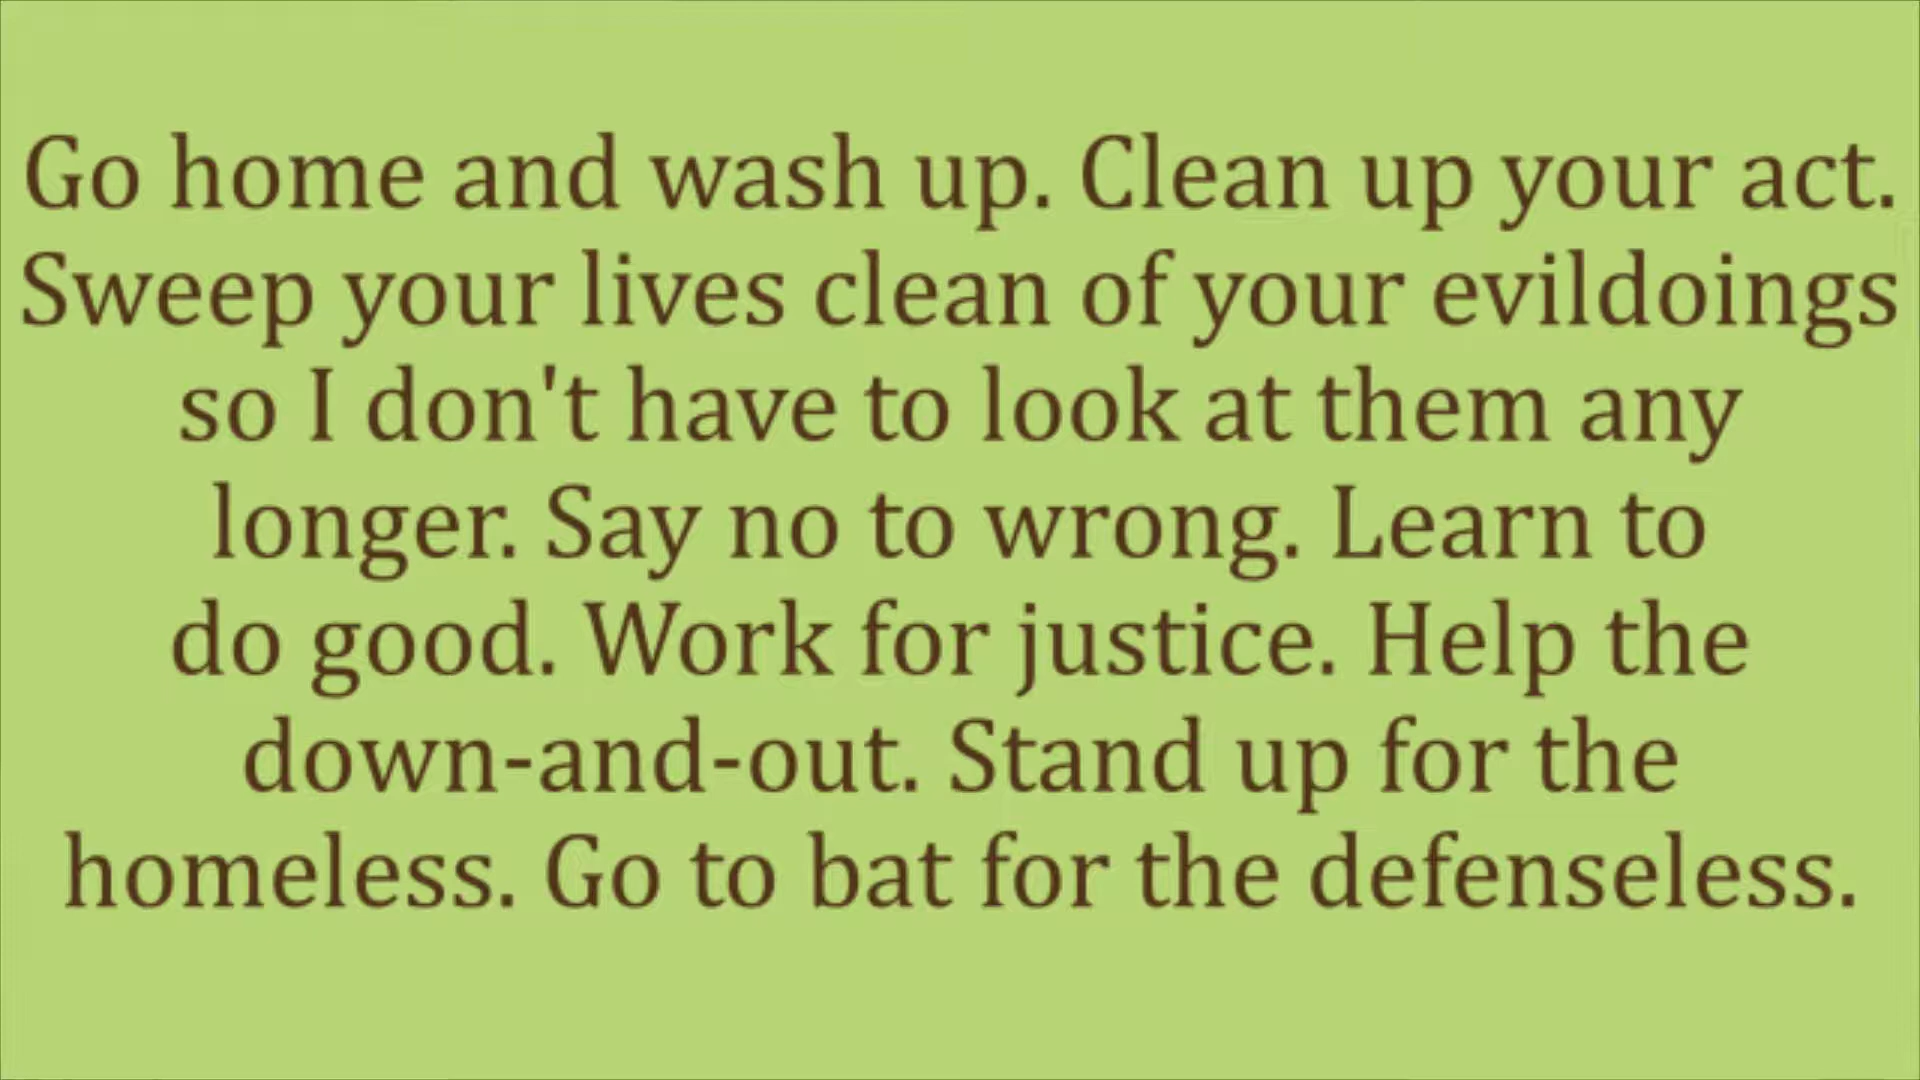 Go home and wash up. Clean up your act.
Sweep your lives clean of your evildoings
so I don't have to look at them any
longer. Say no to wrong. Learn to
do good. Work for justice. Help the
down-and-out. Stand up for the
homeless. Go to bat for the defenseless.